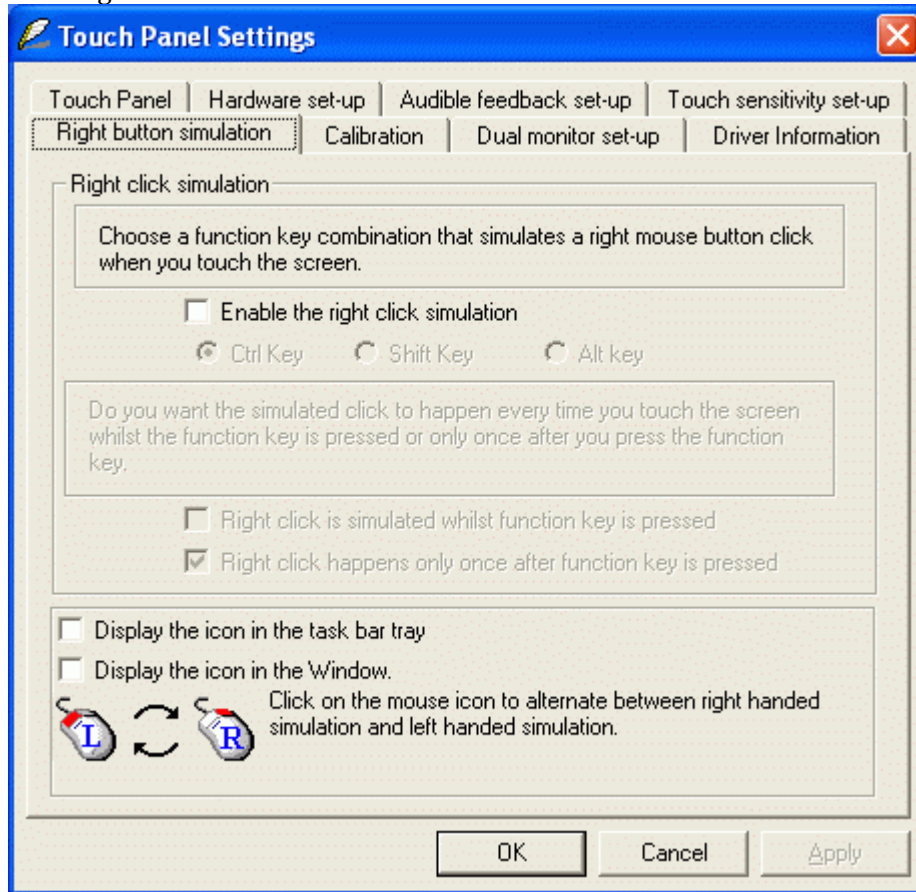 Touch Panel Settings
Touch Panel Hardware set-up Audible feedback set-up Touch sensitivity set-up
Right button simulation Calibration Dual monitor set-up Driver Information
Right click simulation
Choose a function key combination that simulates a right mouse button click
when you touch the screen.
Enable the right click simulation
Ctrl Key Shift Key Alt key
Do you want the simulated click to happen every time you touch the screen
whilst the function key is pressed or only once after you press the function
key.
Right click is simulated whilst function key is pressed
Right click happens only once after function key is pressed
Display the icon in the task bar tray
Display the icon in the Window.
Click on the mouse icon to alternate between right handed
simulation and left handed simulation.
L R
OK Cancel Apply